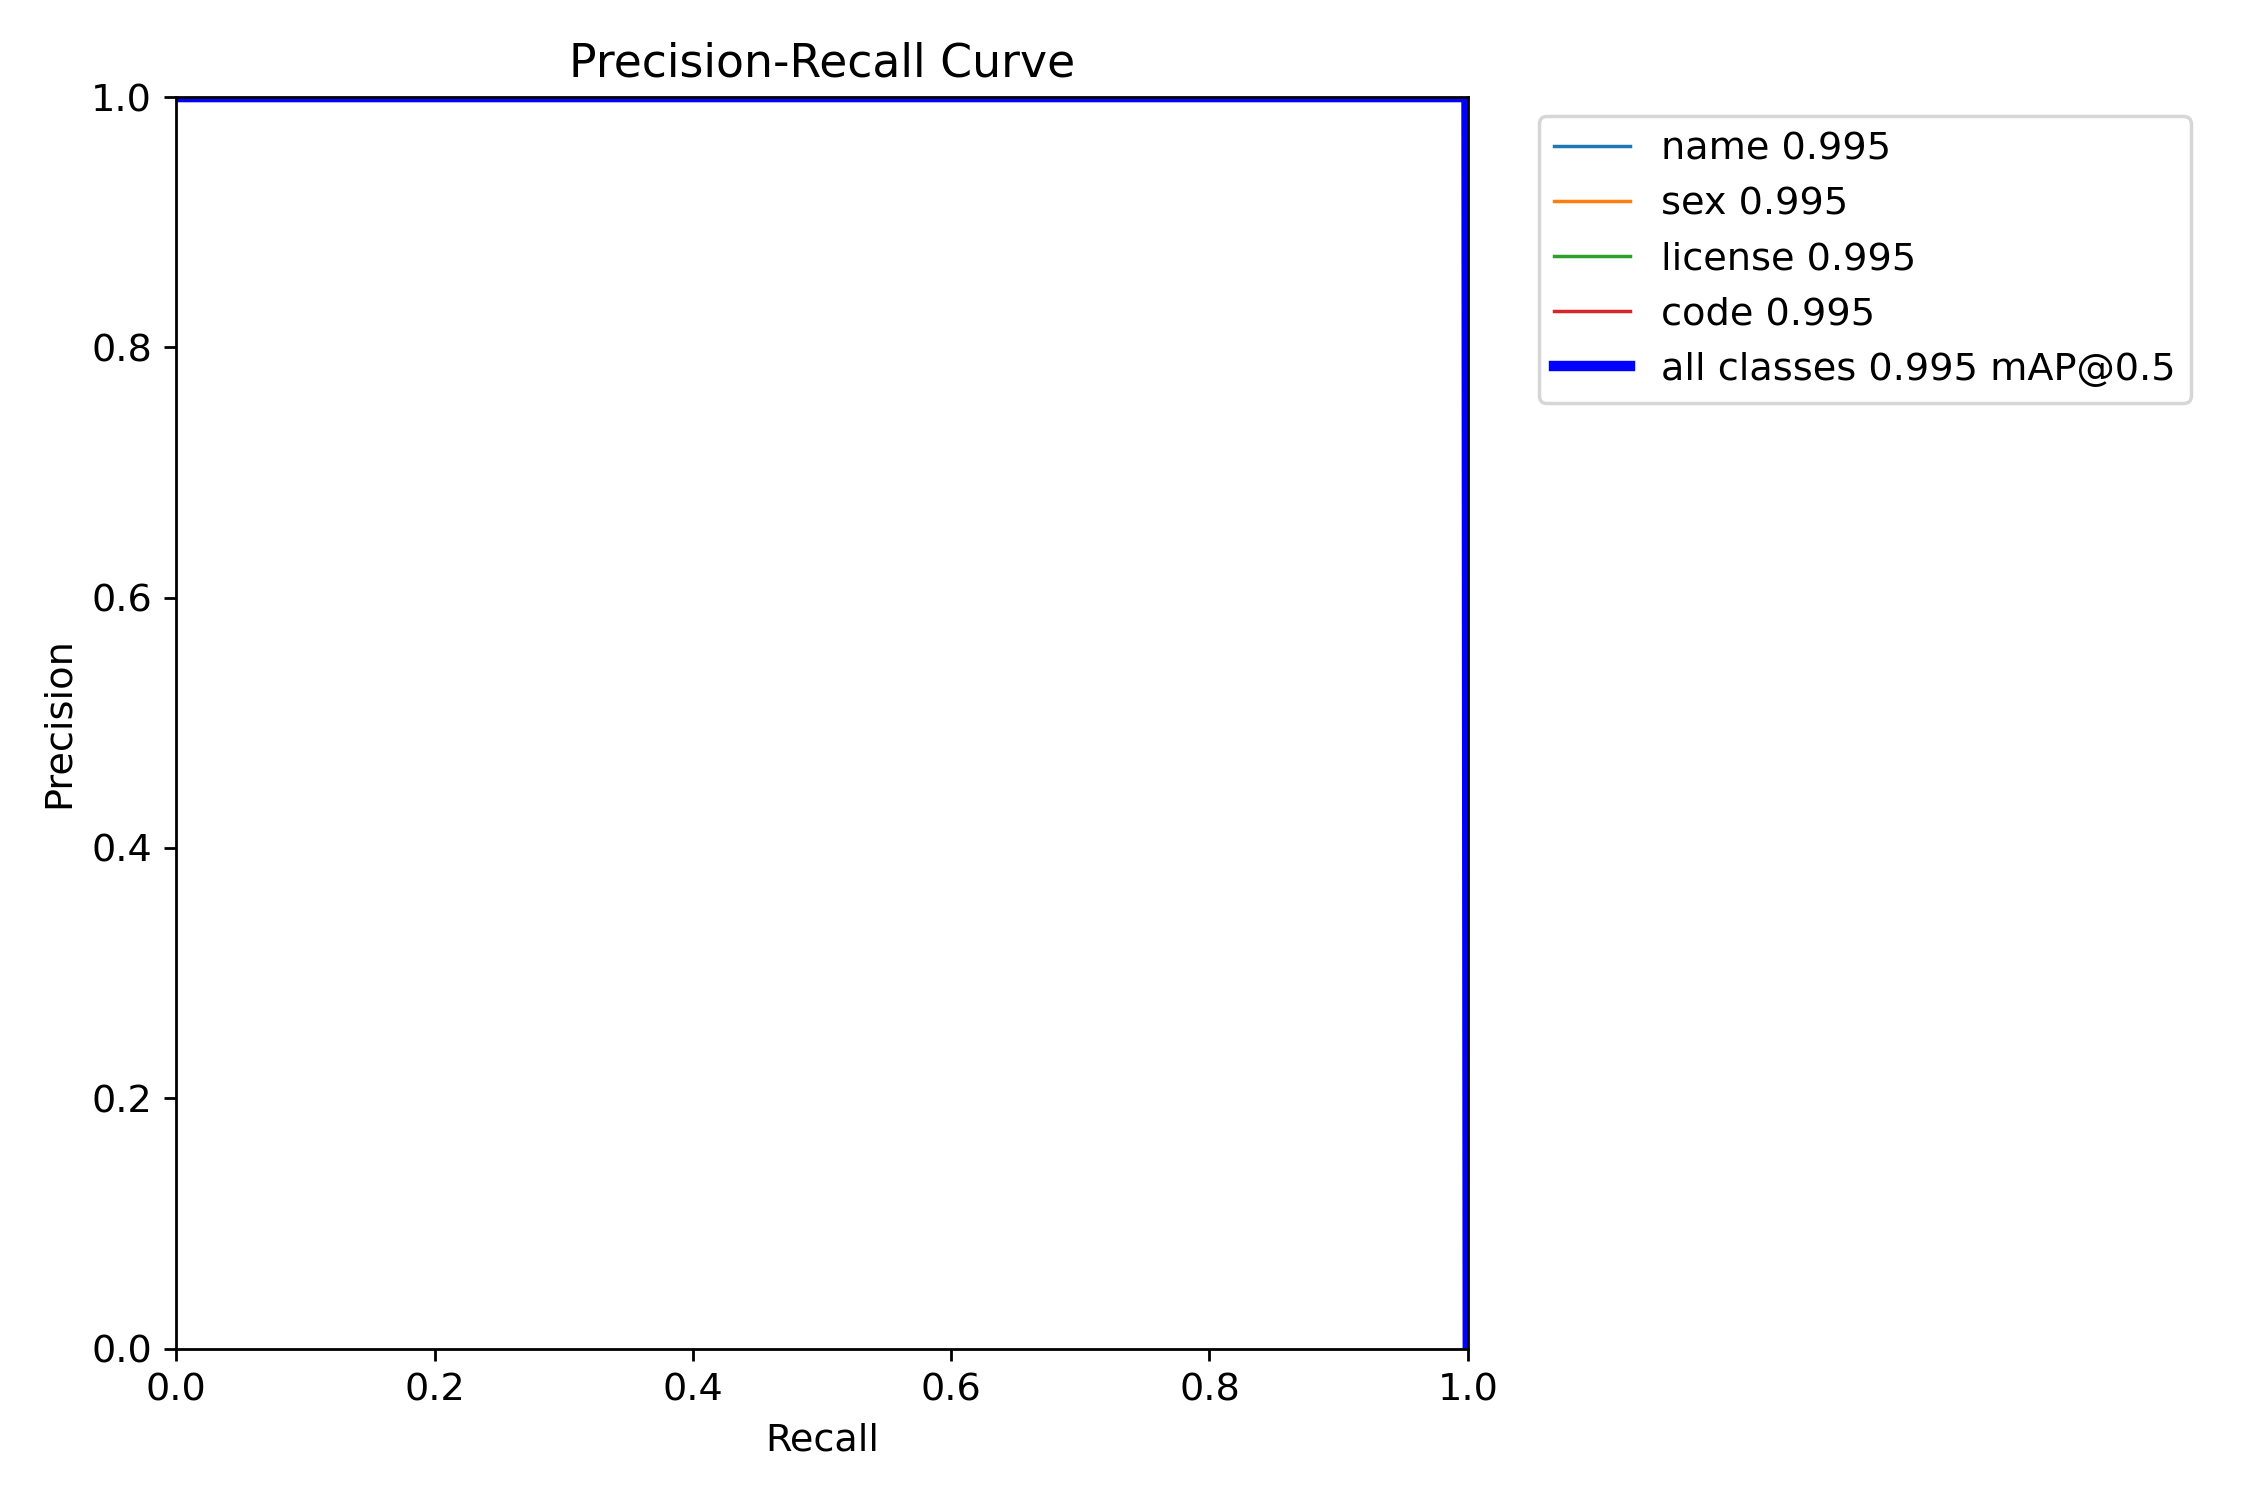 Precision-Recall Curve
1.0
0.8
0.6
0.4
0.2
0.0
Precision
0.0 0.2 0.4 0.6 0.8 1.0
Recall
name 0.995
sex 0.995
license 0.995
code 0.995
all classes 0.995 mAP@0.5